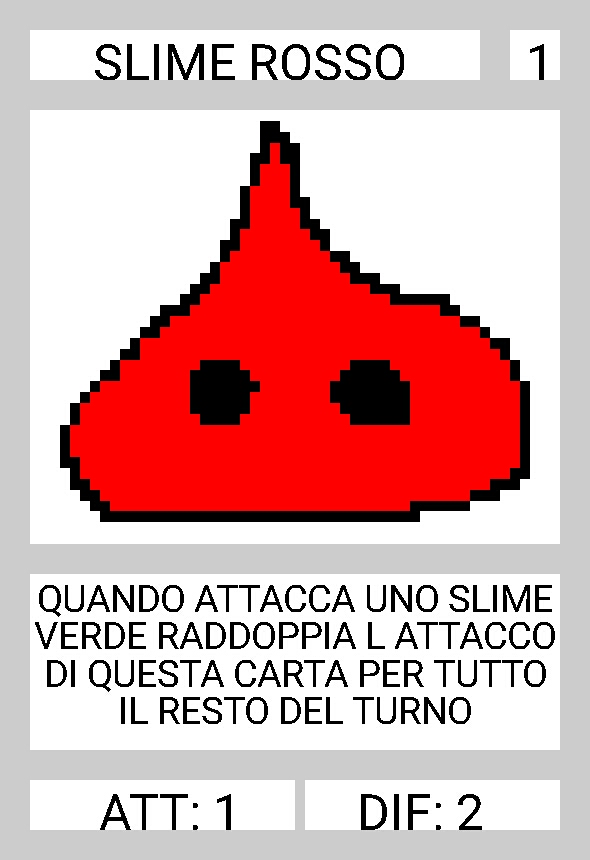 SLIME ROSSO
1
QUANDO ATTACCA UNO SLIME
VERDE RADDOPPIA L ATTACCO
DI QUESTA CARTA PER TUTTO
IL RESTO DEL TURNO
ATT: 1
DIF: 2